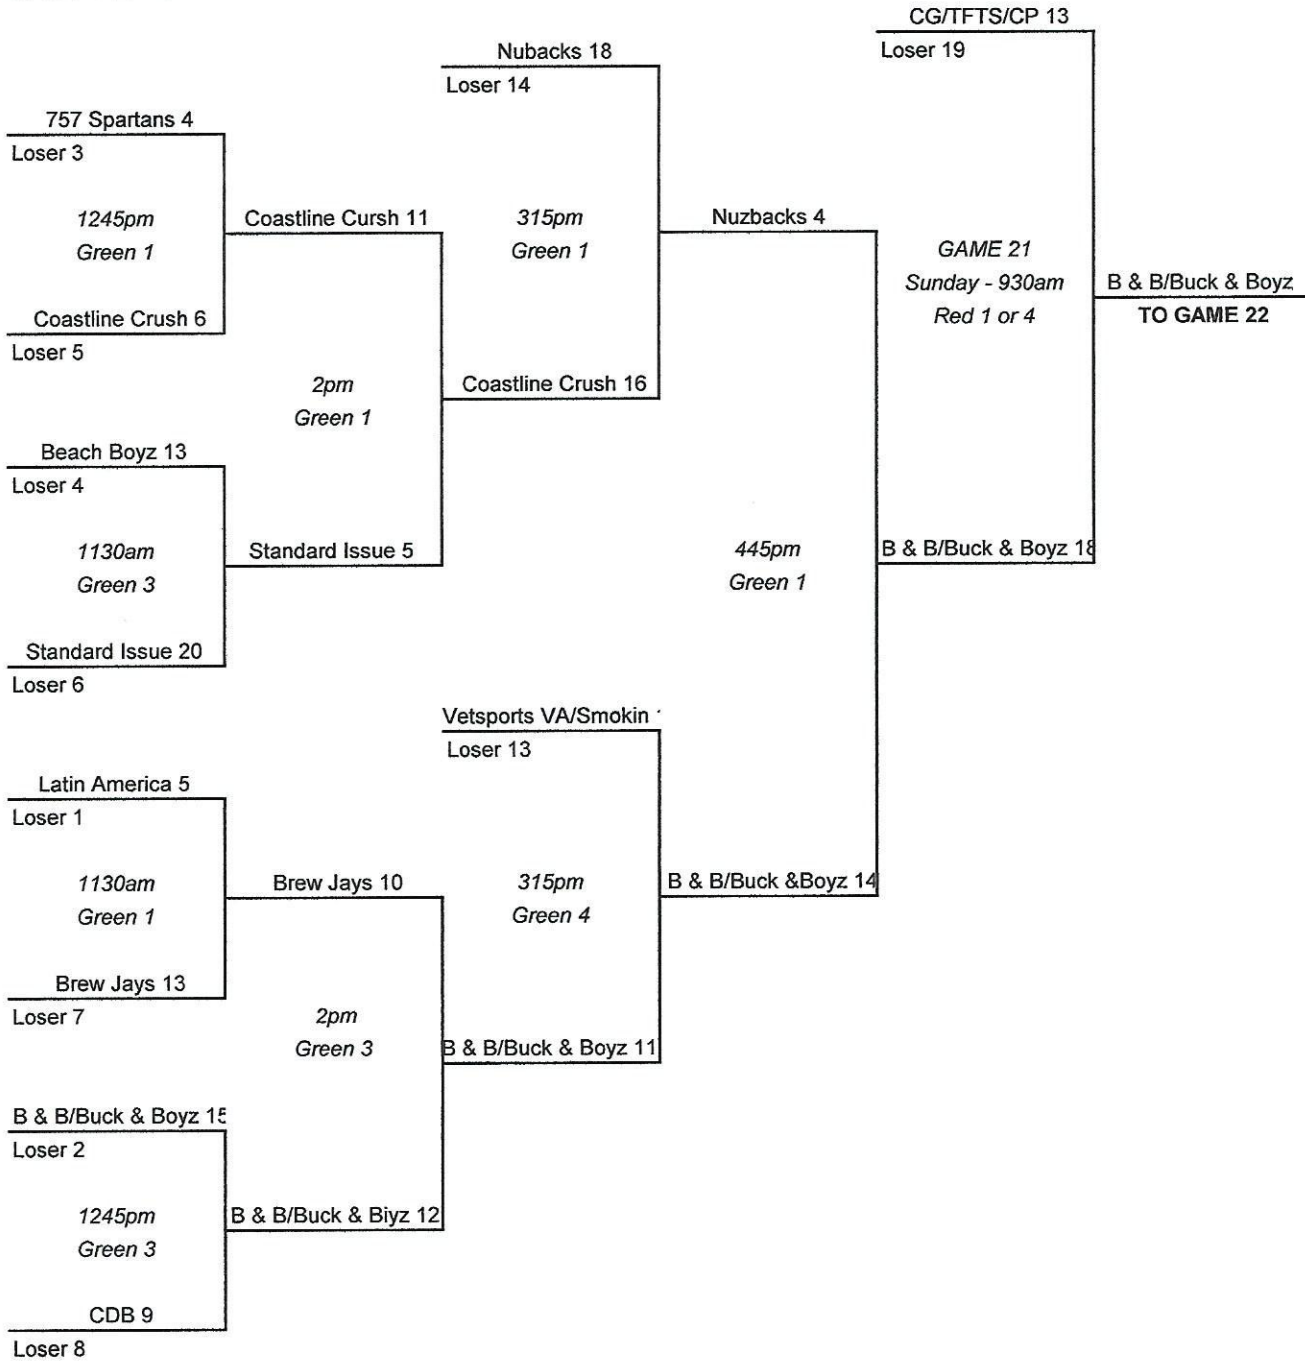 CG/TFTS/CP 13
Loser 19
Nubacks 18
Loser 14
757 Spartans 4
Loser 3
1245pm
Green 1
Coastline Cursh 11
315pm
Green 1
Nuzbacks 4
GAME 21
Sunday - 930am
Red 1 or 4
B & B/Buck & Boyz
TO GAME 22
Coastline Crush 6
Loser 5
2pm
Green 1
Coastline Crush 16
Beach Boyz 13
Loser 4
1130am
Green 3
Standard Issue 5
445pm
Green 1
B & B/Buck & Boyz 18
Standard Issue 20
Loser 6
Vetsports VA/Smokin
Loser 13
Latin America 5
Loser 1
1130am
Green 1
Brew Jays 10
315pm
Green 4
B & B/Buck &Boyz 14
Brew Jays 13
Loser 7
2pm
Green 3
B & B/Buck & Boyz 11
B & B/Buck & Boyz 15
Loser 2
1245pm
Green 3
B & B/Buck & Biyz 12
CDB 9
Loser 8